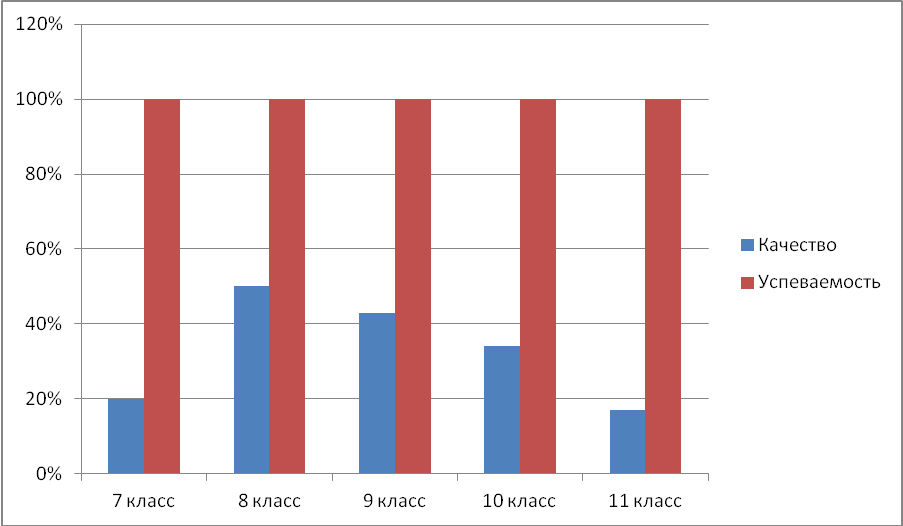 120%
100%
80%
60%
40%
20%
0%
7 класс
8 класс
9 класс
10 класс
11 класс
Качество
Успеваемость